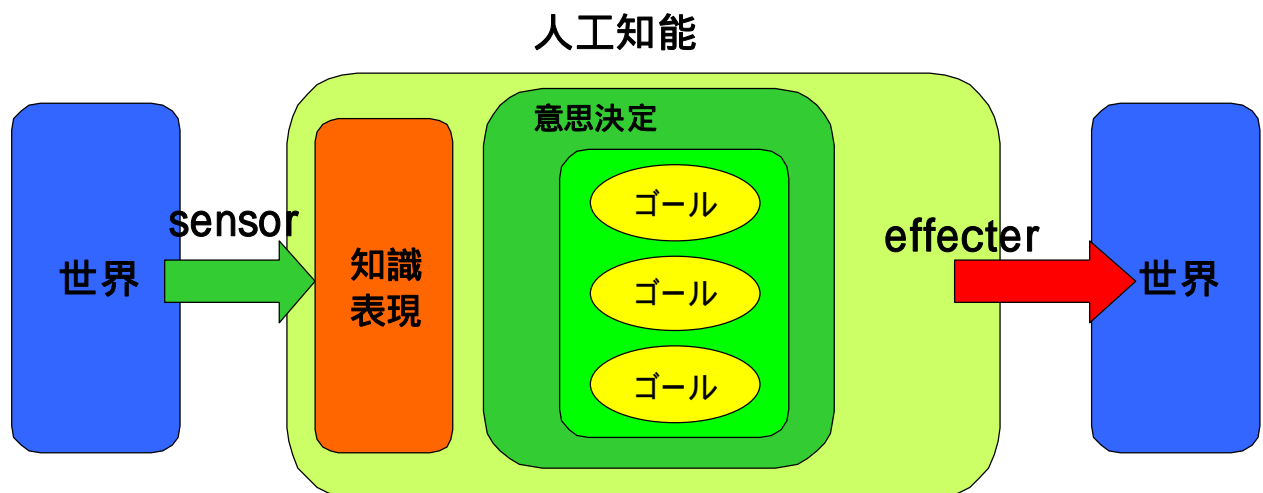 人工知能
意思決定
世界
sensor
知識
表現
ゴール
ゴール
ゴール
effecter
世界